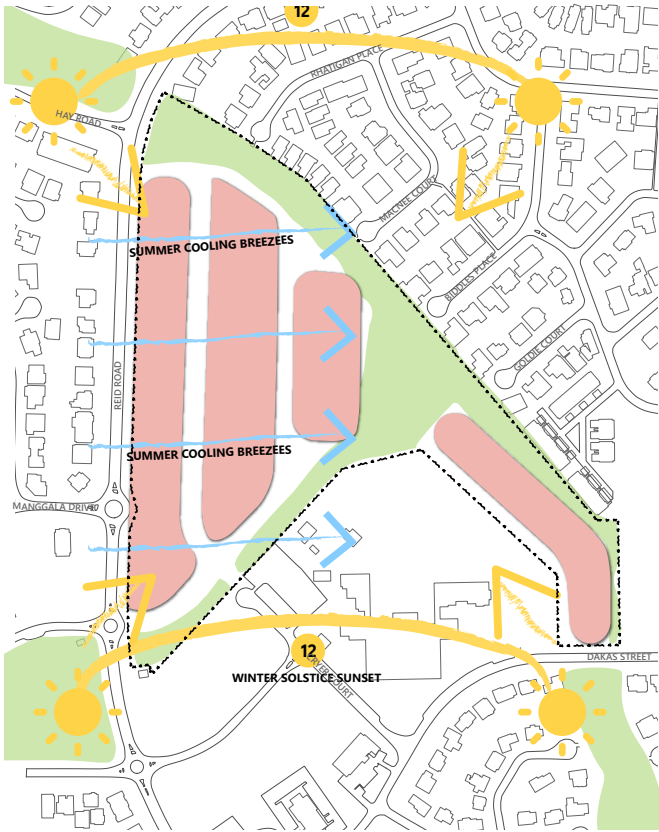 12
RHATIGAN PLACE
HAY ROAD
MACNEE COURT
SUMMER COOLING BREEZEES
BIDDLES PLACE
GOLDIE COURT
REID ROAD
SUMMER COOLING BREEZEES
MANGGALA DRIVE
12
COURT
DAKAS STREET
WINTER SOLSTICE SUNSET